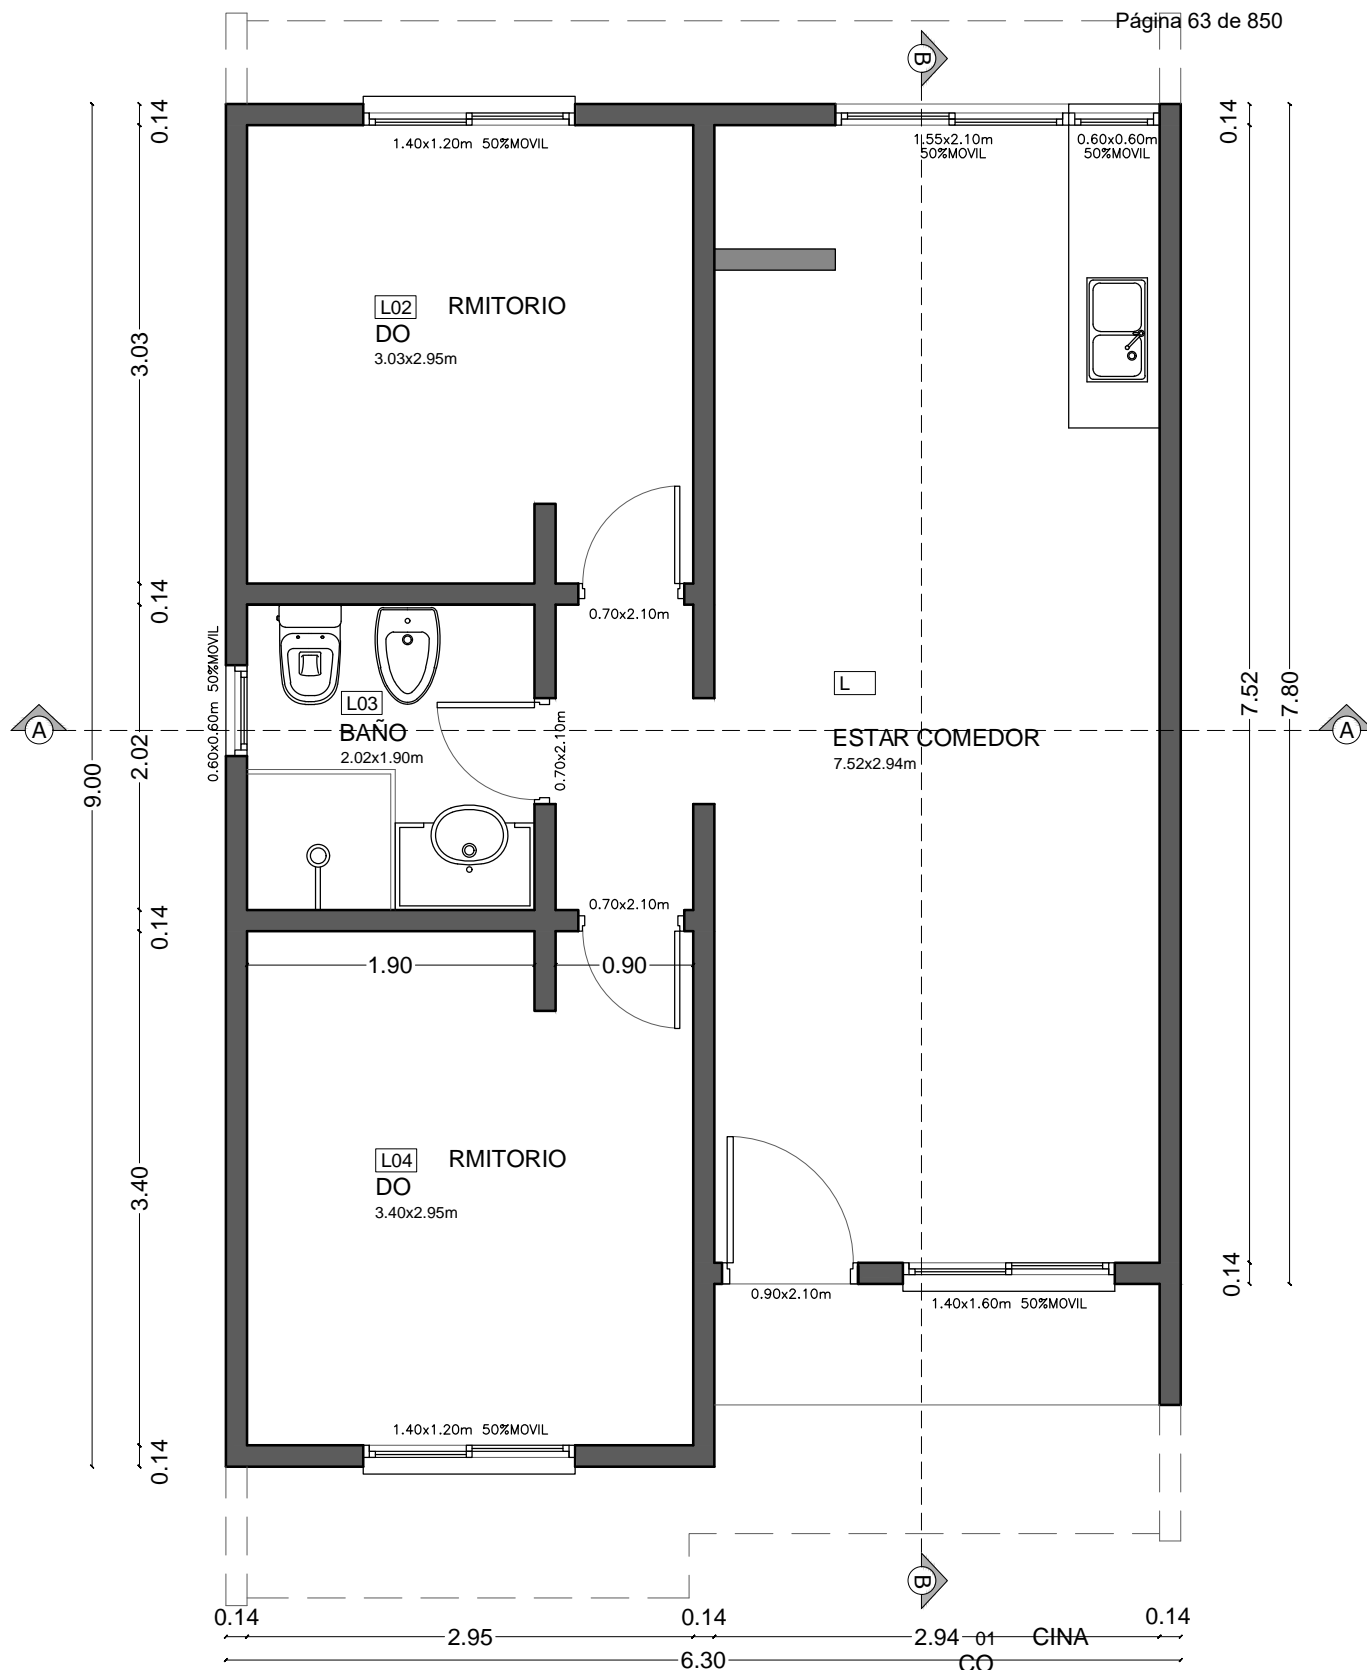 Página 63 de 850
B
0.14
0.14
1.40x1.20m 50%MOVIL
1.55x2.10m
50%MOVIL
0.60x0.60m
50%MOVIL
L02 RMITORIO
DO
3.03x2.95m
3.03
0.14
0.70x2.10m
0.60x0.60m 50%MOVIL
L03
BAÑO
2.02x1.90m
0.70x2.10m
L
ESTAR COMEDOR
7.52x2.94m
A
A
9.00
2.02
7.52
7.80
0.70x2.10m
0.14
1.90
0.90
L04 RMITORIO
DO
3.40x2.95m
3.40
0.14
0.90x2.10m
1.40x1.60m 50%MOVIL
1.40x1.20m 50%MOVIL
0.14
B
0.14
0.14
0.14
2.95
2.94
01 CINA
CO
6.30